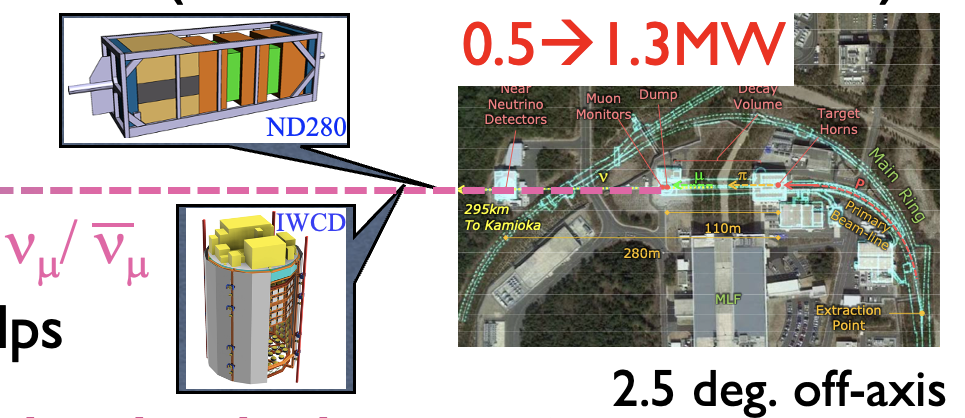 0.5→1.3MW
ND280
Near
Neutrino
Detectors
Muon
Monitors
Dump
Decay
Volume
Target
Horns
Main Ring
ν
μ
π
P
Primary
Beam-line
295km
To Kamioka
110m
280m
IWCD
νμ/ ν̅μ
MLF
Extraction
Point
lps
2.5 deg. off-axis